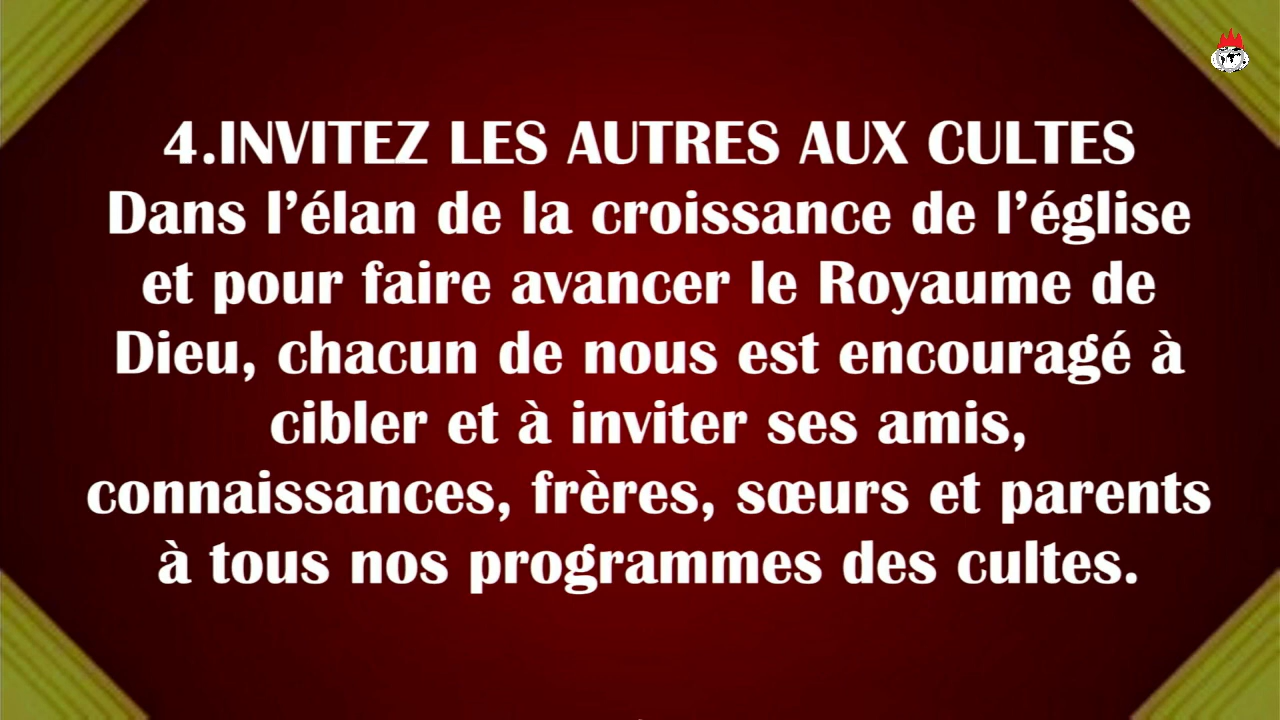 4.INVITEZ LES AUTRES AUX CULTES
Dans l’élan de la croissance de l’église
et pour faire avancer le Royaume de
Dieu, chacun de nous est encouragé à
cibler et à inviter ses amis,
connaissances, frères, sœurs et parents
à tous nos programmes des cultes.